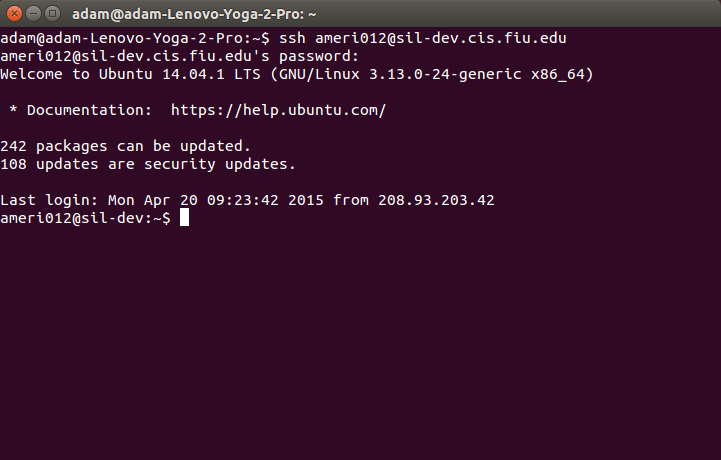 adam@adam-Lenovo-Yoga-2-Pro: ~
adam@adam-Lenovo-Yoga-2-Pro:~$ ssh ameri012@sil-dev.cis.fiu.edu
ameri012@sil-dev.cis.fiu.edu's password:
Welcome to Ubuntu 14.04.1 LTS (GNU/Linux 3.13.0-24-generic x86_64)
* Documentation:  https://help.ubuntu.com/
242 packages can be updated.
108 updates are security updates.
Last login: Mon Apr 20 09:23:42 2015 from 208.93.203.42
ameri012@sil-dev:~$